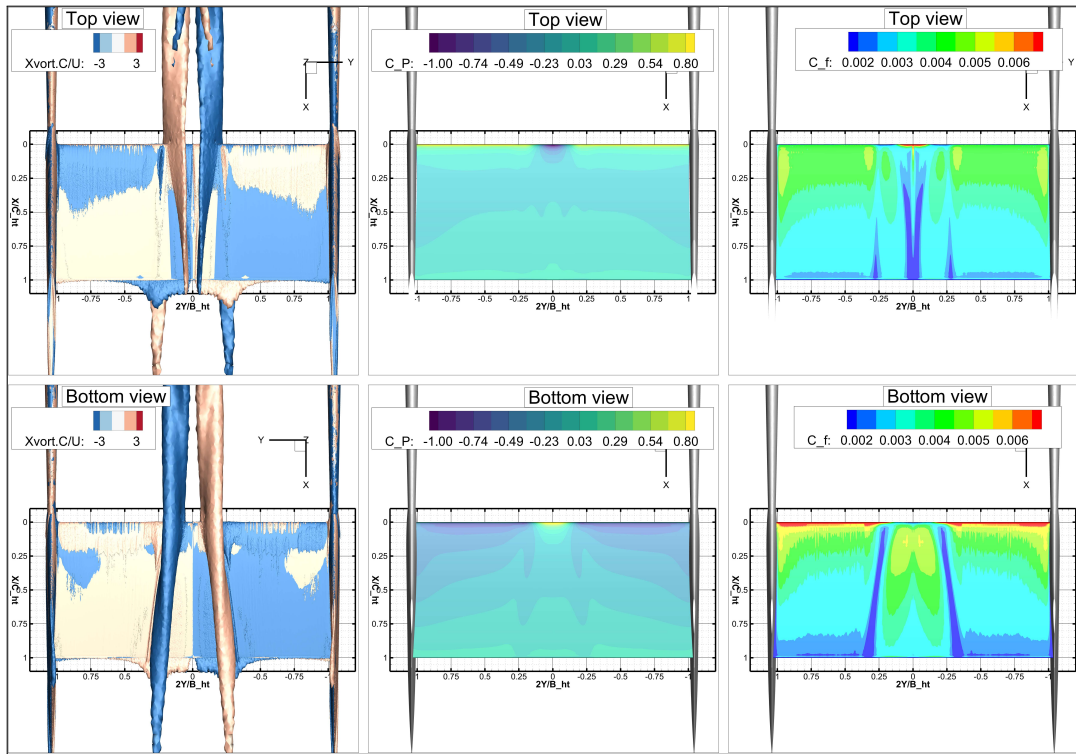 Top view
Xvort.C/U: -3 3
Z Y
X
0
0.25
0.5
0.75
1
X/C_ht
-1 -0.75 -0.5 -0.25 0 0.25 0.5 0.75 1
2Y/B_ht
Top view
C_P: -1.00 -0.74 -0.49 -0.23 0.03 0.29 0.54 0.80
X
0
0.25
0.5
0.75
1
X/C_ht
-1 -0.75 -0.5 -0.25 0 0.25 0.5 0.75 1
2Y/B_ht
Top view
C_f: 0.002 0.003 0.004 0.005 0.006
Y
X
0
0.25
0.5
0.75
1
X/C_ht
-1 -0.75 -0.5 -0.25 0 0.25 0.5 0.75 1
2Y/B_ht
Bottom view
Xvort.C/U: -3 3
Y Z
X
0
0.25
0.5
0.75
1
X/C_ht
1 0.75 0.5 0.25 0 -0.25 -0.5 -0.75 -1
2Y/B_ht
Bottom view
C_P: -1.00 -0.74 -0.49 -0.23 0.03 0.29 0.54 0.80
X
0
0.25
0.5
0.75
1
X/C_ht
1 0.75 0.5 0.25 0 -0.25 -0.5 -0.75 -1
2Y/B_ht
Bottom view
C_f: 0.002 0.003 0.004 0.005 0.006
X
0
0.25
0.5
0.75
1
X/C_ht
1 0.75 0.5 0.25 0 -0.25 -0.5 -0.75 -1
2Y/B_ht